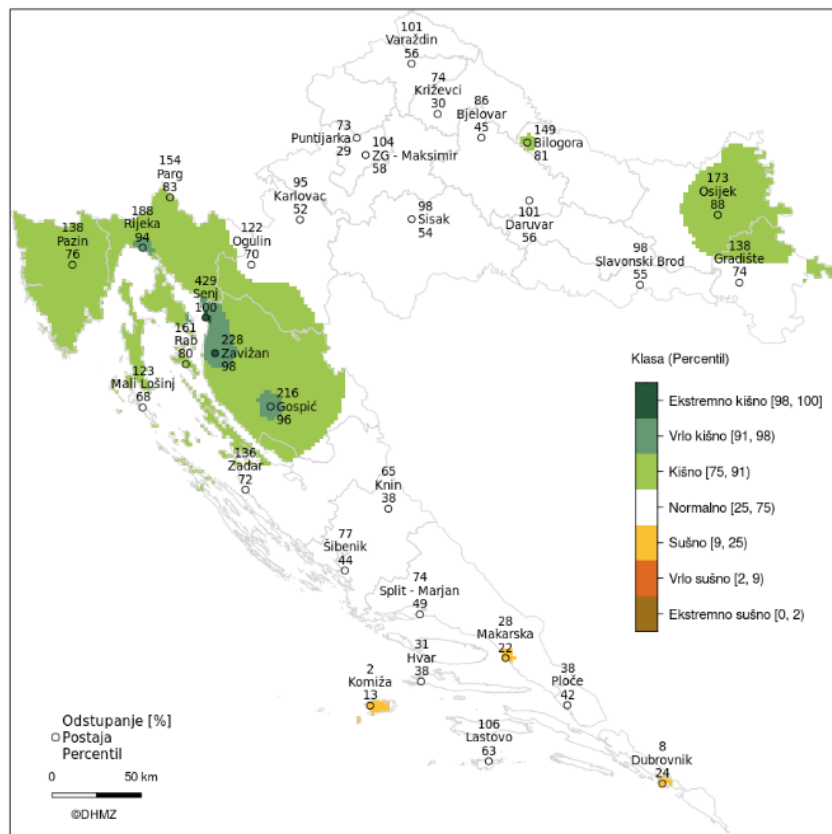 101
Varaždin
56
74
Križevci
30
86
Bjelovar
45
73
Puntijarka
29
104
ZG - Maksimir
58
149
Bilogora
81
154
Parg
83
188
Rijeka
94
138
Pazin
76
95
Karlovac
52
122
Ogulin
70
98
Sisak
54
101
Daruvar
56
173
Osijek
88
98
Slavonski Brod
55
138
Gradište
74
429
Senj
100
161
Rab
80
228
Zavižan
98
123
Mali Lošinj
68
216
Gospić
96
136
Zadar
72
65
Knin
38
77
Šibenik
44
74
Split - Marjan
49
28
Makarska
22
31
Hvar
38
2
Komiža
13
38
Ploče
42
106
Lastovo
63
8
Dubrovnik
24
Klasa (Percentil)
Ekstremno kišno [98, 100]
Vrlo kišno [91, 98)
Kišno [75, 91)
Normalno [25, 75)
Sušno [9, 25)
Vrlo sušno [2, 9)
Ekstremno sušno [0, 2)
Odstupanje [%]
Postaja
Percentil
0 50 km
©DHMZ